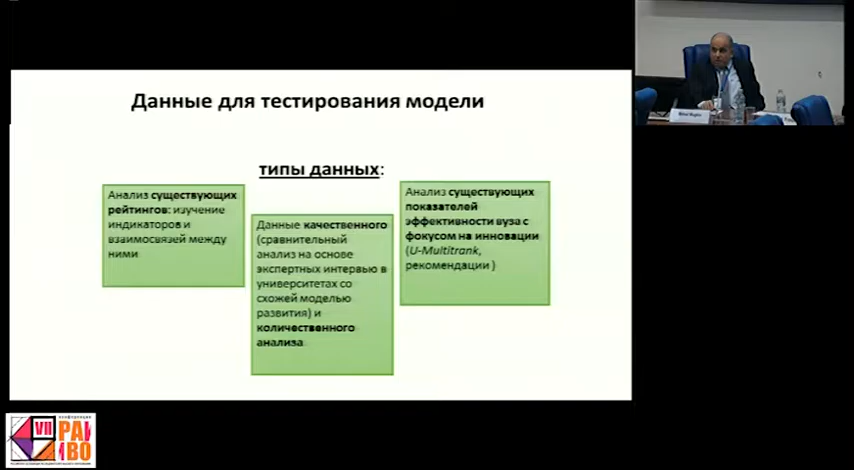 Данные для тестирования модели
типы данных:
Анализ существующих
рейтингов: изучение
индикаторов и
взаимосвязей между
ними
Данные качественного
(сравнительный
анализ на основе
экспертных интервью в
университетах со
схожей моделью
развития) и
количественного
анализа
Анализ существующих
показателей
эффективности вуза с
фокусом на инновации
(U-Multitrank,
рекомендации )
конференция
VII
РАИ
ИВО